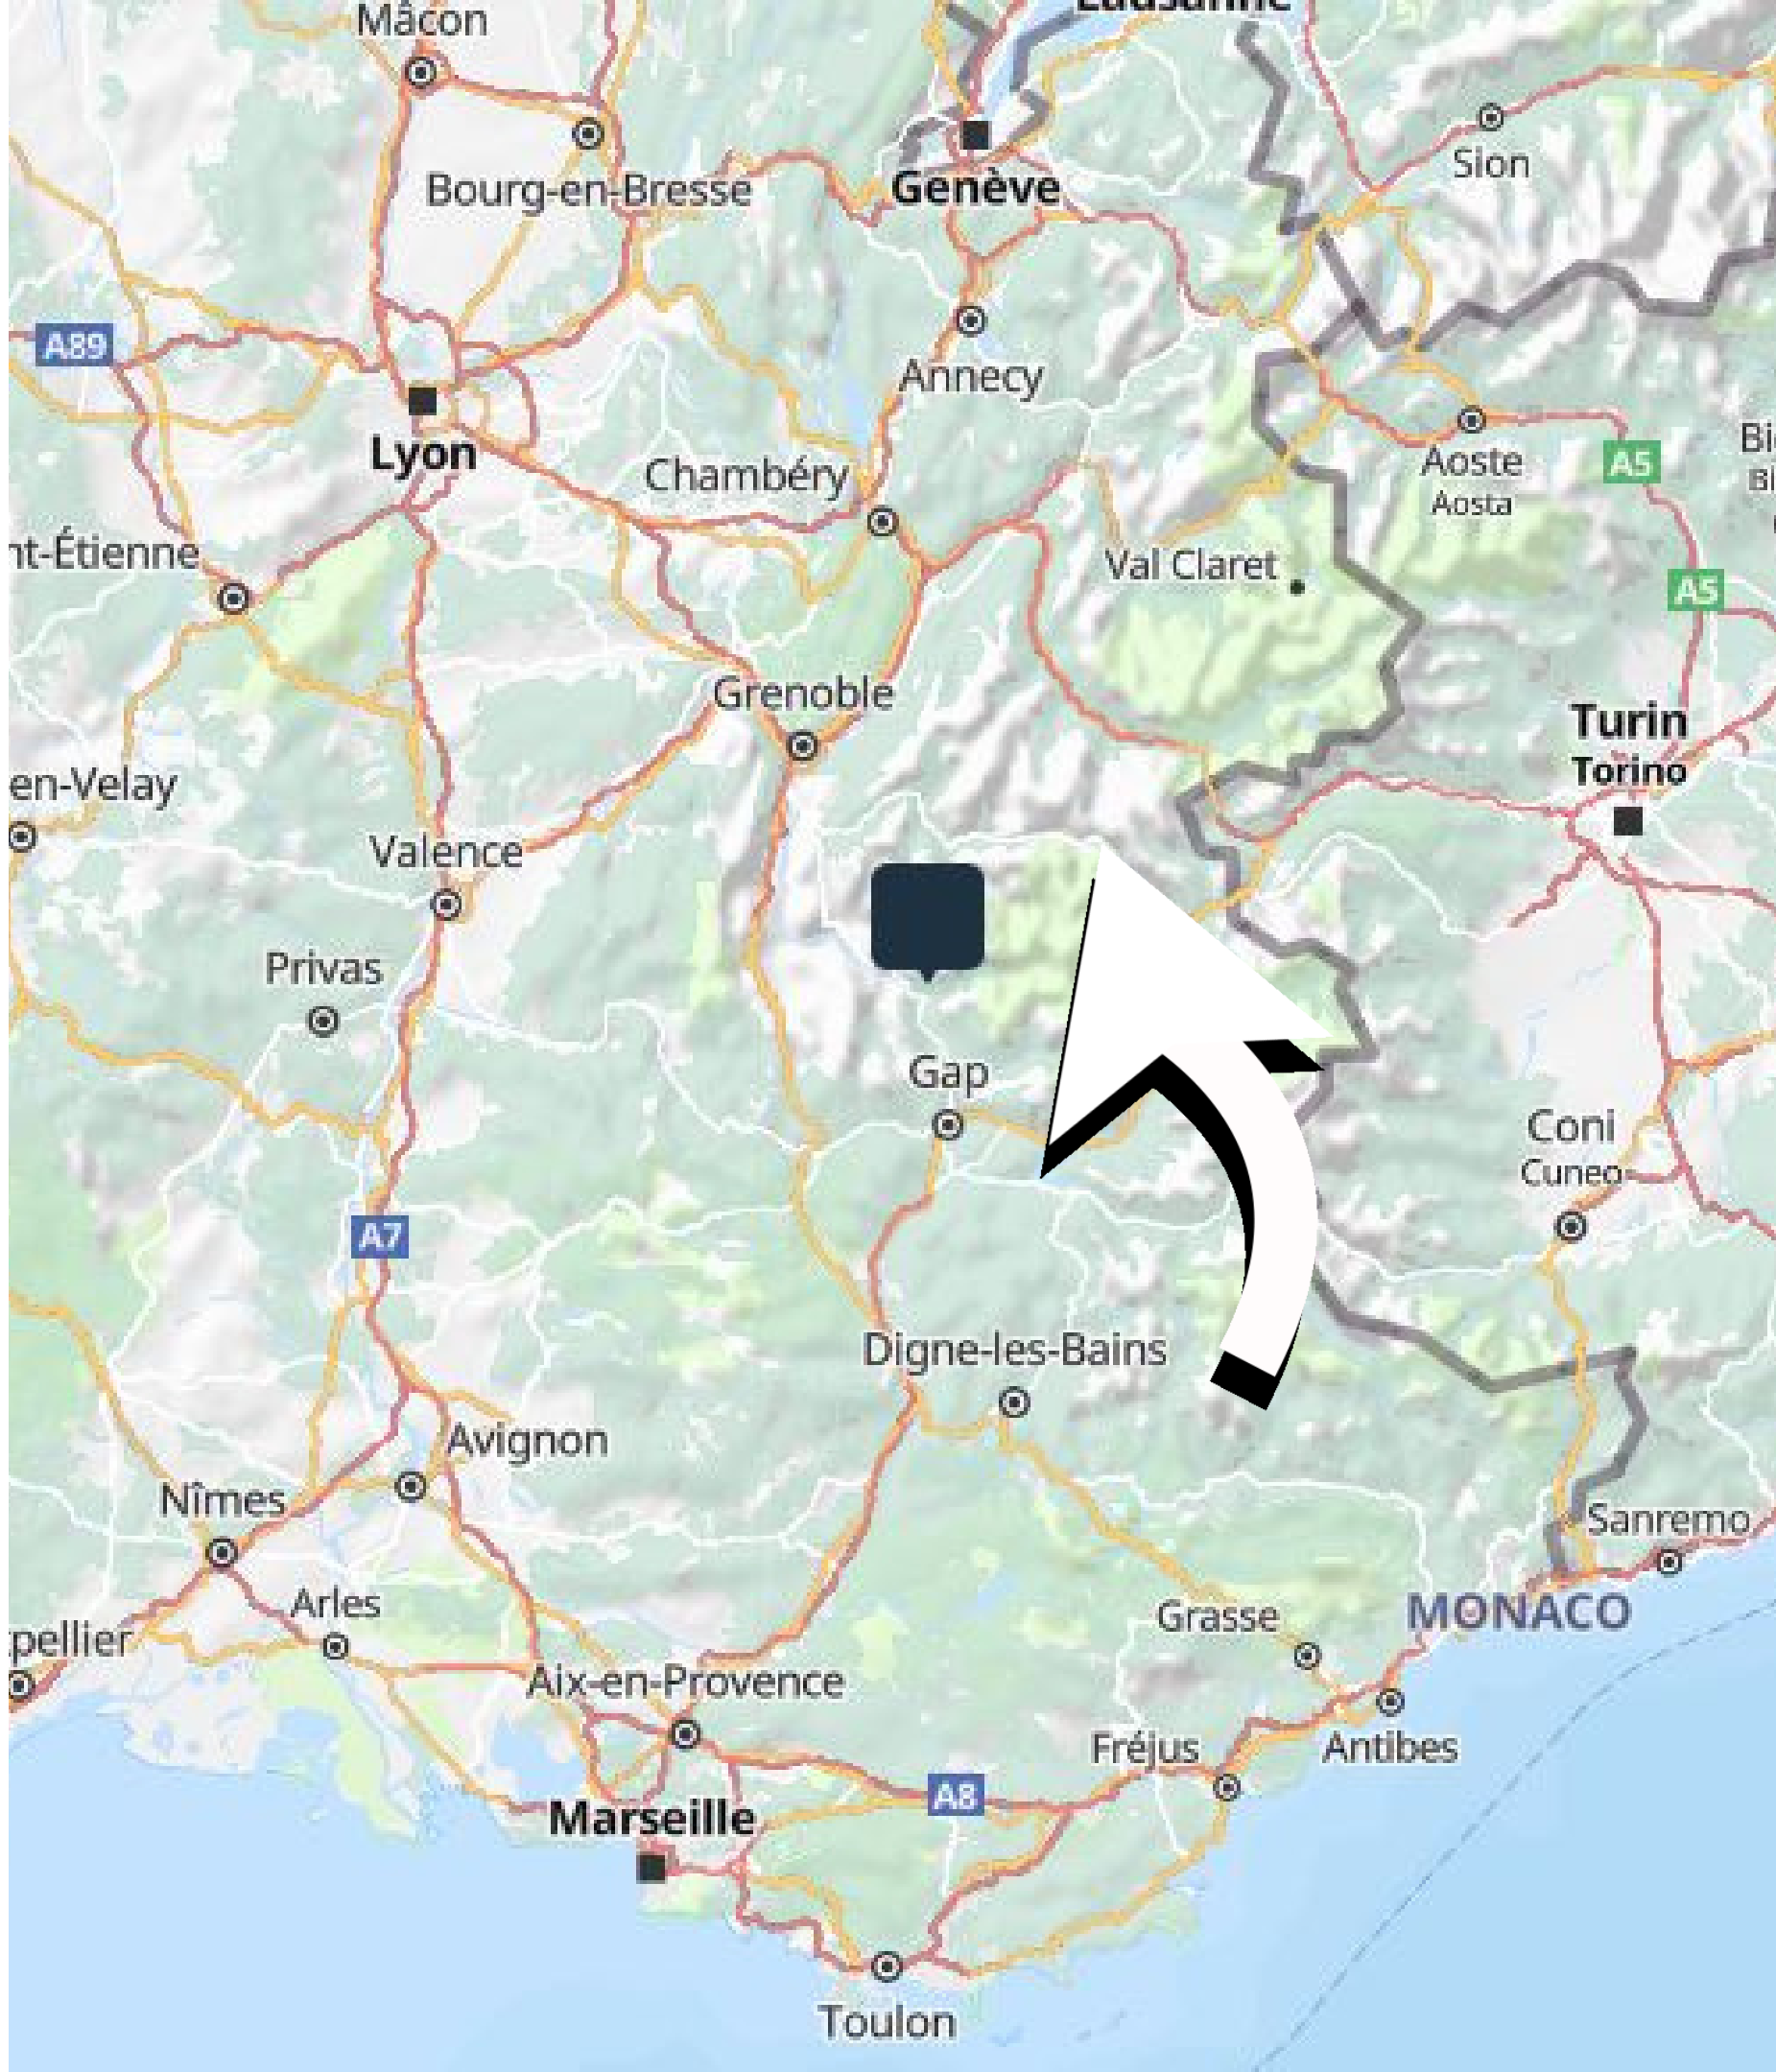 Mâcon
Lausanne
Sion
Bourg-en-Bresse
Genève
A89
Annecy
Lyon
Chambéry
Aoste
Aosta
A5
nt-Étienne
Val Claret
A5
Grenoble
Turin
Torino
en-Velay
Valence
Privas
Gap
Coni
Cuneo
A7
Digne-les-Bains
Avignon
Nîmes
Sanremo
Arles
MONACO
Grasse
pellier
Aix-en-Provence
Fréjus
Antibes
A8
Marseille
Toulon